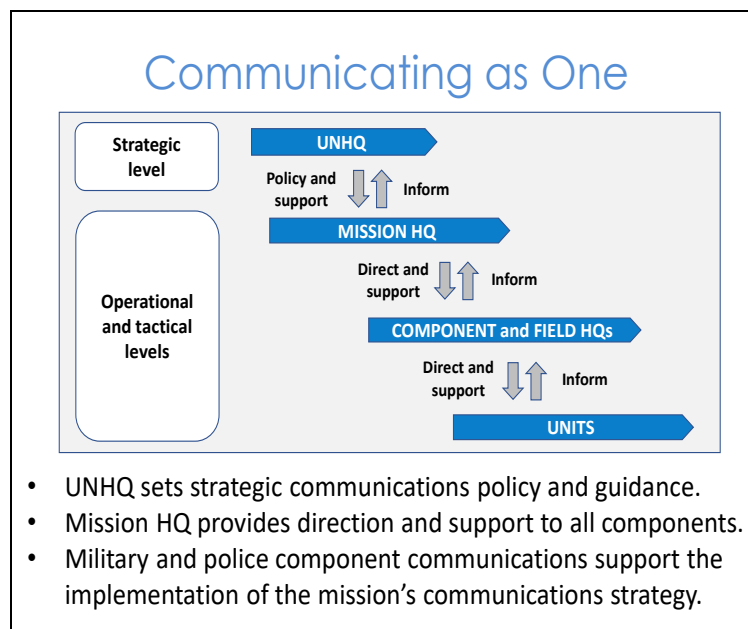 Communicating as One
Strategic
level
UNHQ
Policy and
support
Inform
MISSION HQ
Operational
and tactical
levels
Direct and
support
Inform
COMPONENT and FIELD HQs
Direct and
support
Inform
UNITS
• UNHQ sets strategic communications policy and guidance.
• Mission HQ provides direction and support to all components.
• Military and police component communications support the
implementation of the mission’s communications strategy.